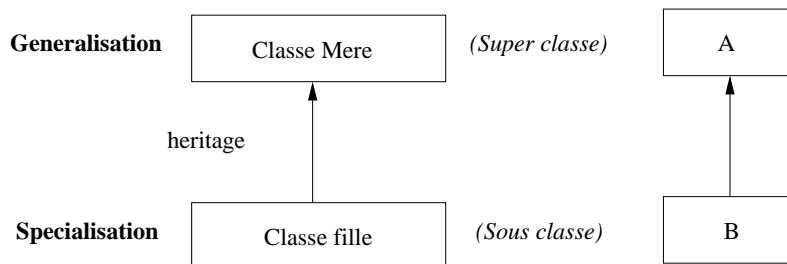 Generalisation Classe Mere (Super classe) A
heritage
Specialisation Classe fille (Sous classe) B